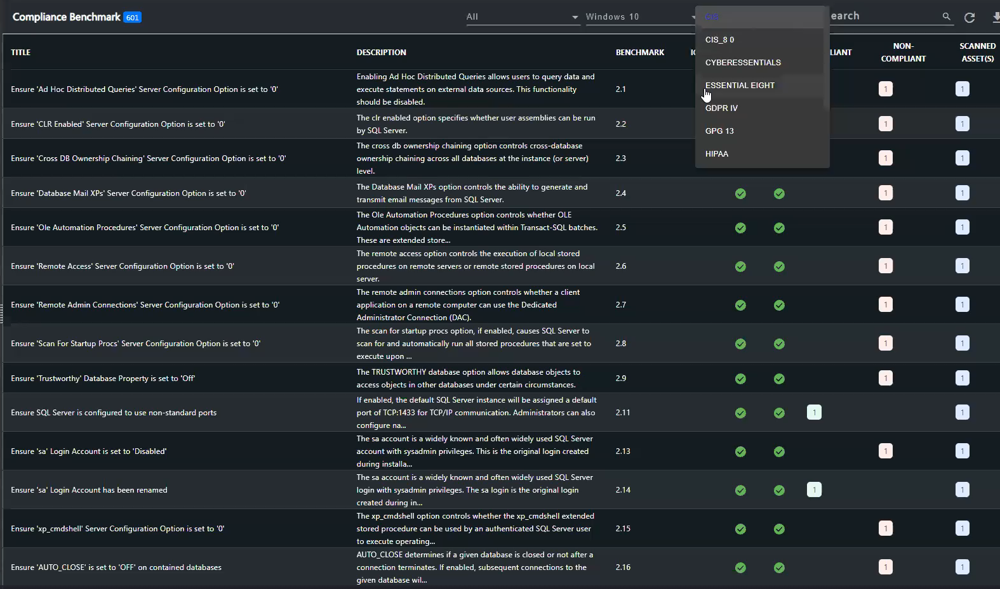 Compliance Benchmark 601
All
Windows 10
CIS
earch
CIS_8 0
CYBERESSENTIALS
ESSENTIAL EIGHT
GDPR IV
GPG 13
HIPAA
TITLE
DESCRIPTION
BENCHMARK
LIANT
NON-
COMPLIANT
SCANNED
ASSET(S)
Ensure 'Ad Hoc Distributed Queries' Server Configuration Option is set to '0'
Enabling Ad Hoc Distributed Queries allows users to query data and
execute statements on external data sources. This functionality
should be disabled.
2.1
1
1
Ensure 'CLR Enabled' Server Configuration Option is set to '0'
The clr enabled option specifies whether user assemblies can be run
by SQL Server.
2.2
1
1
Ensure 'Cross DB Ownership Chaining' Server Configuration Option is set to '0'
The cross db ownership chaining option controls cross-database
ownership chaining across all databases at the instance (or server)
level.
2.3
1
1
Ensure 'Database Mail XPs' Server Configuration Option is set to '0'
The Database Mail XPs option controls the ability to generate and
transmit email messages from SQL Server.
2.4
1
1
Ensure 'Ole Automation Procedures' Server Configuration Option is set to '0'
The Ole Automation Procedures option controls whether OLE
Automation objects can be instantiated within Transact-SQL batches.
These are extended store...
2.5
1
1
Ensure 'Remote Access' Server Configuration Option is set to '0'
The remote access option controls the execution of local stored
procedures on remote servers or remote stored procedures on local
server.
2.6
1
1
Ensure 'Remote Admin Connections' Server Configuration Option is set to '0'
The remote admin connections option controls whether a client
application on a remote computer can use the Dedicated
Administrator Connection (DAC).
2.7
1
1
Ensure 'Scan For Startup Procs' Server Configuration Option is set to '0'
The scan for startup procs option, if enabled, causes SQL Server to
scan for and automatically run all stored procedures that are set to
execute upon ...
2.8
1
1
Ensure 'Trustworthy' Database Property is set to 'Off'
The TRUSTWORTHY database option allows database objects to
access objects in other databases under certain circumstances.
2.9
1
1
Ensure SQL Server is configured to use non-standard ports
If enabled, the default SQL Server instance will be assigned a default
port of TCP:1433 for TCP/IP communication. Administrators can also
configure na...
2.11
1
1
Ensure 'sa' Login Account is set to 'Disabled'
The sa account is a widely known and often widely used SQL Server
account with sysadmin privileges. This is the original login created
during installa...
2.13
1
1
Ensure 'sa' Login Account has been renamed
The sa account is a widely known and often widely used SQL Server
login with sysadmin privileges. The sa login is the original login
created during in...
2.14
1
1
Ensure 'xp_cmdshell' Server Configuration Option is set to '0'
The xp_cmdshell option controls whether the xp_cmdshell extended
stored procedure can be used by an authenticated SQL Server user
to execute operating...
2.15
1
1
Ensure 'AUTO_CLOSE' is set to 'OFF' on contained databases
AUTO_CLOSE determines if a given database is closed or not after a
connection terminates. If enabled, subsequent connections to the
given database wil...
2.16
1
1